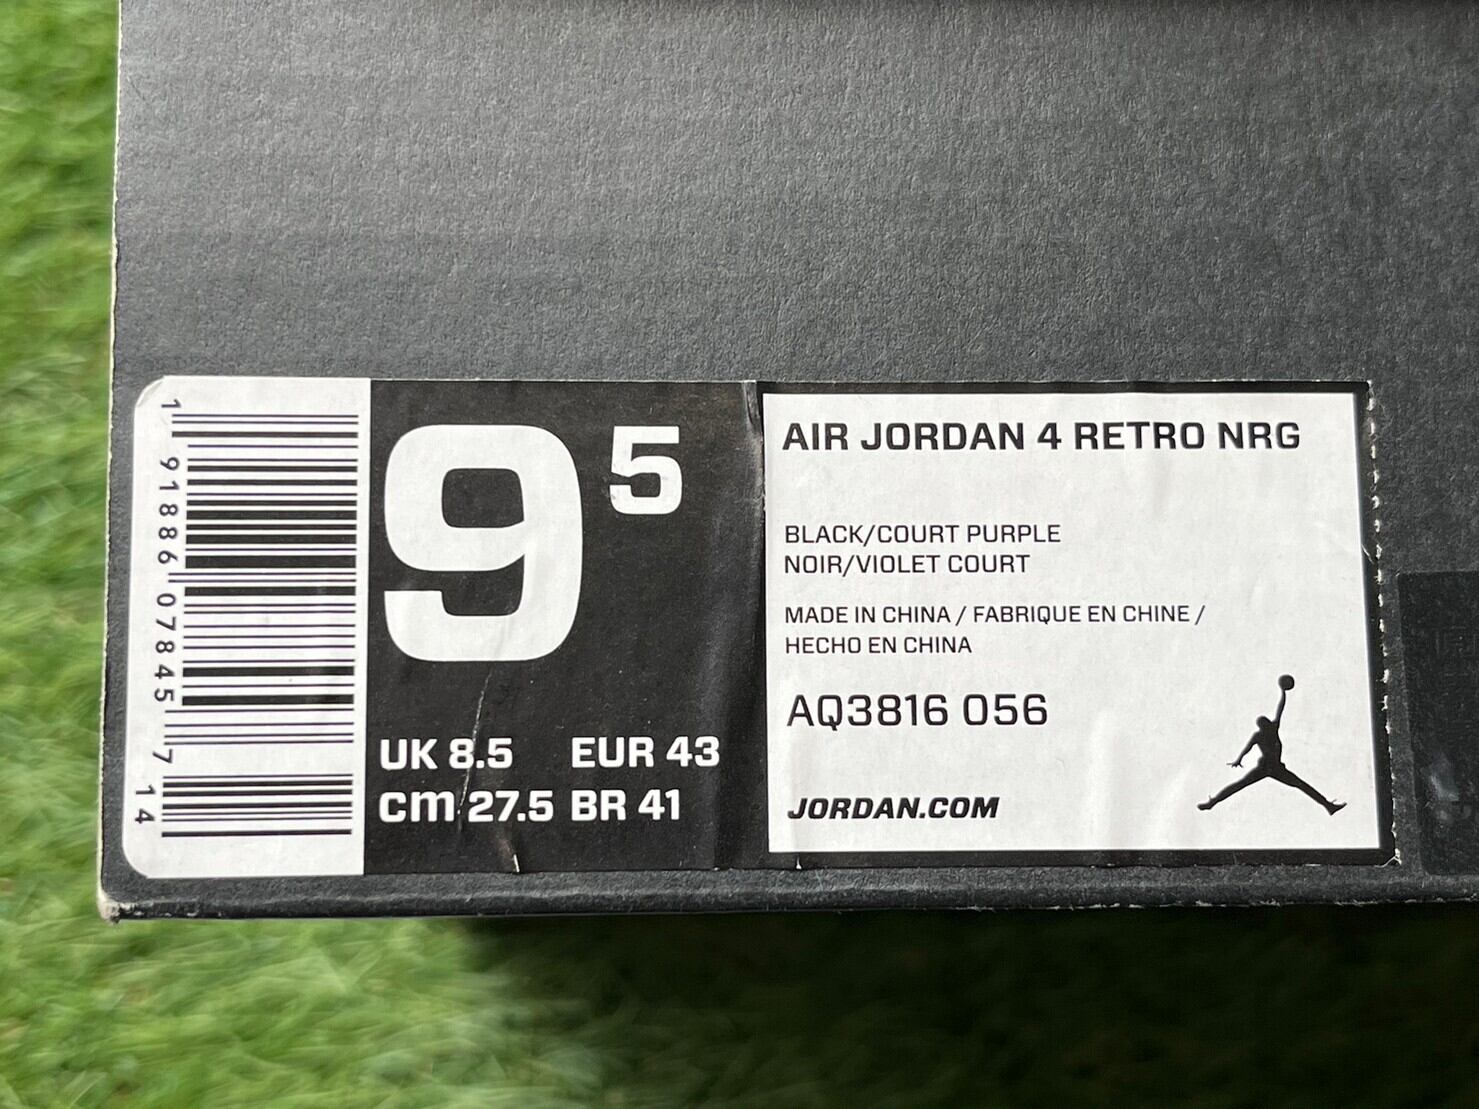 1 91886 07845 7 14
9 5
UK 8.5 EUR 43
cm 27.5 BR 41
AIR JORDAN 4 RETRO NRG
BLACK/COURT PURPLE
NOIR/VIOLET COURT
MADE IN CHINA / FABRIQUE EN CHINE /
HECHO EN CHINA
AQ3816 056
JORDAN.COM